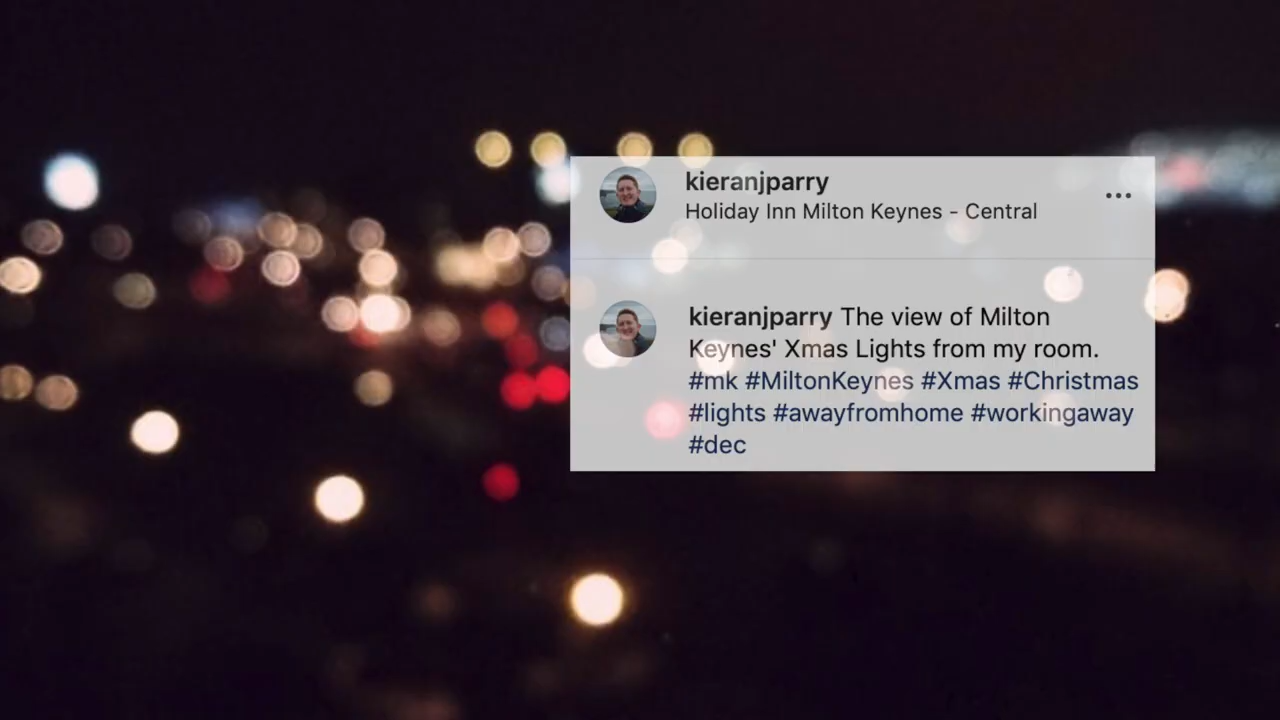 kieranjparry
Holiday Inn Milton Keynes - Central
kieranjparry The view of Milton
Keynes' Xmas Lights from my room.
#mk #MiltonKeynes #Xmas #Christmas
#lights #awayfromhome #workingaway
#dec